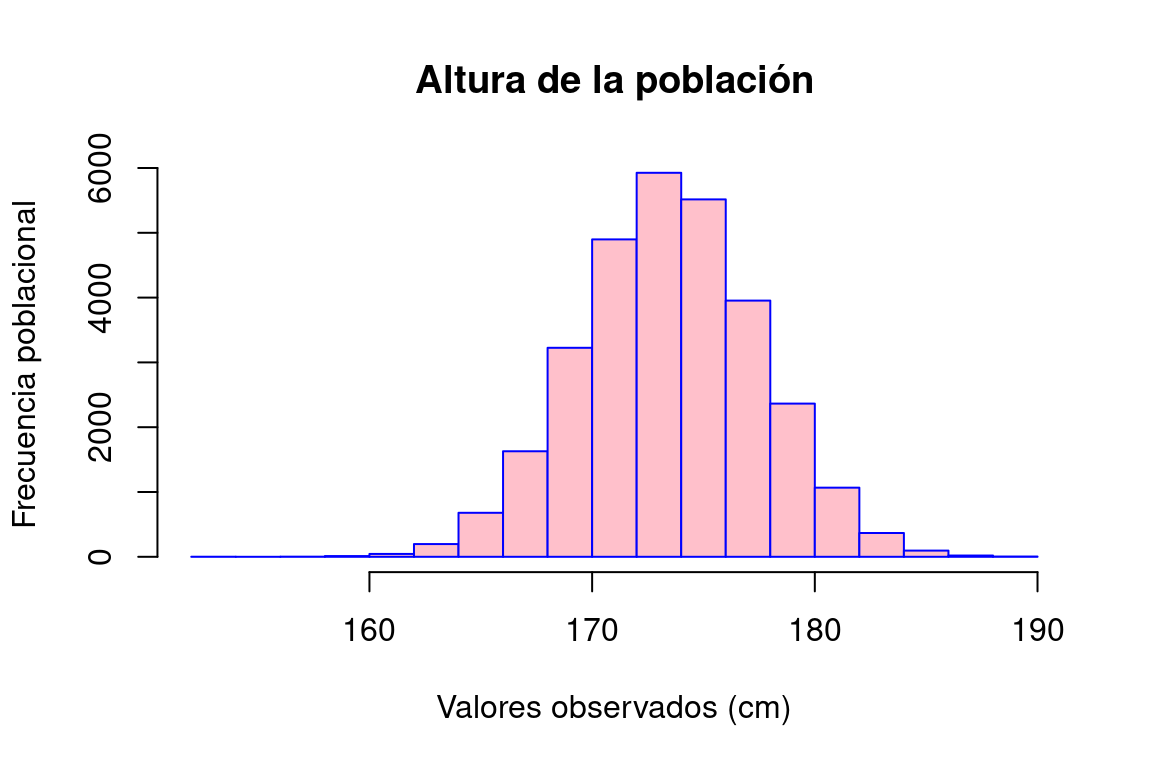 Altura de la población
Frecuencia poblacional
6000
4000
2000
0
160 170 180 190
Valores observados (cm)